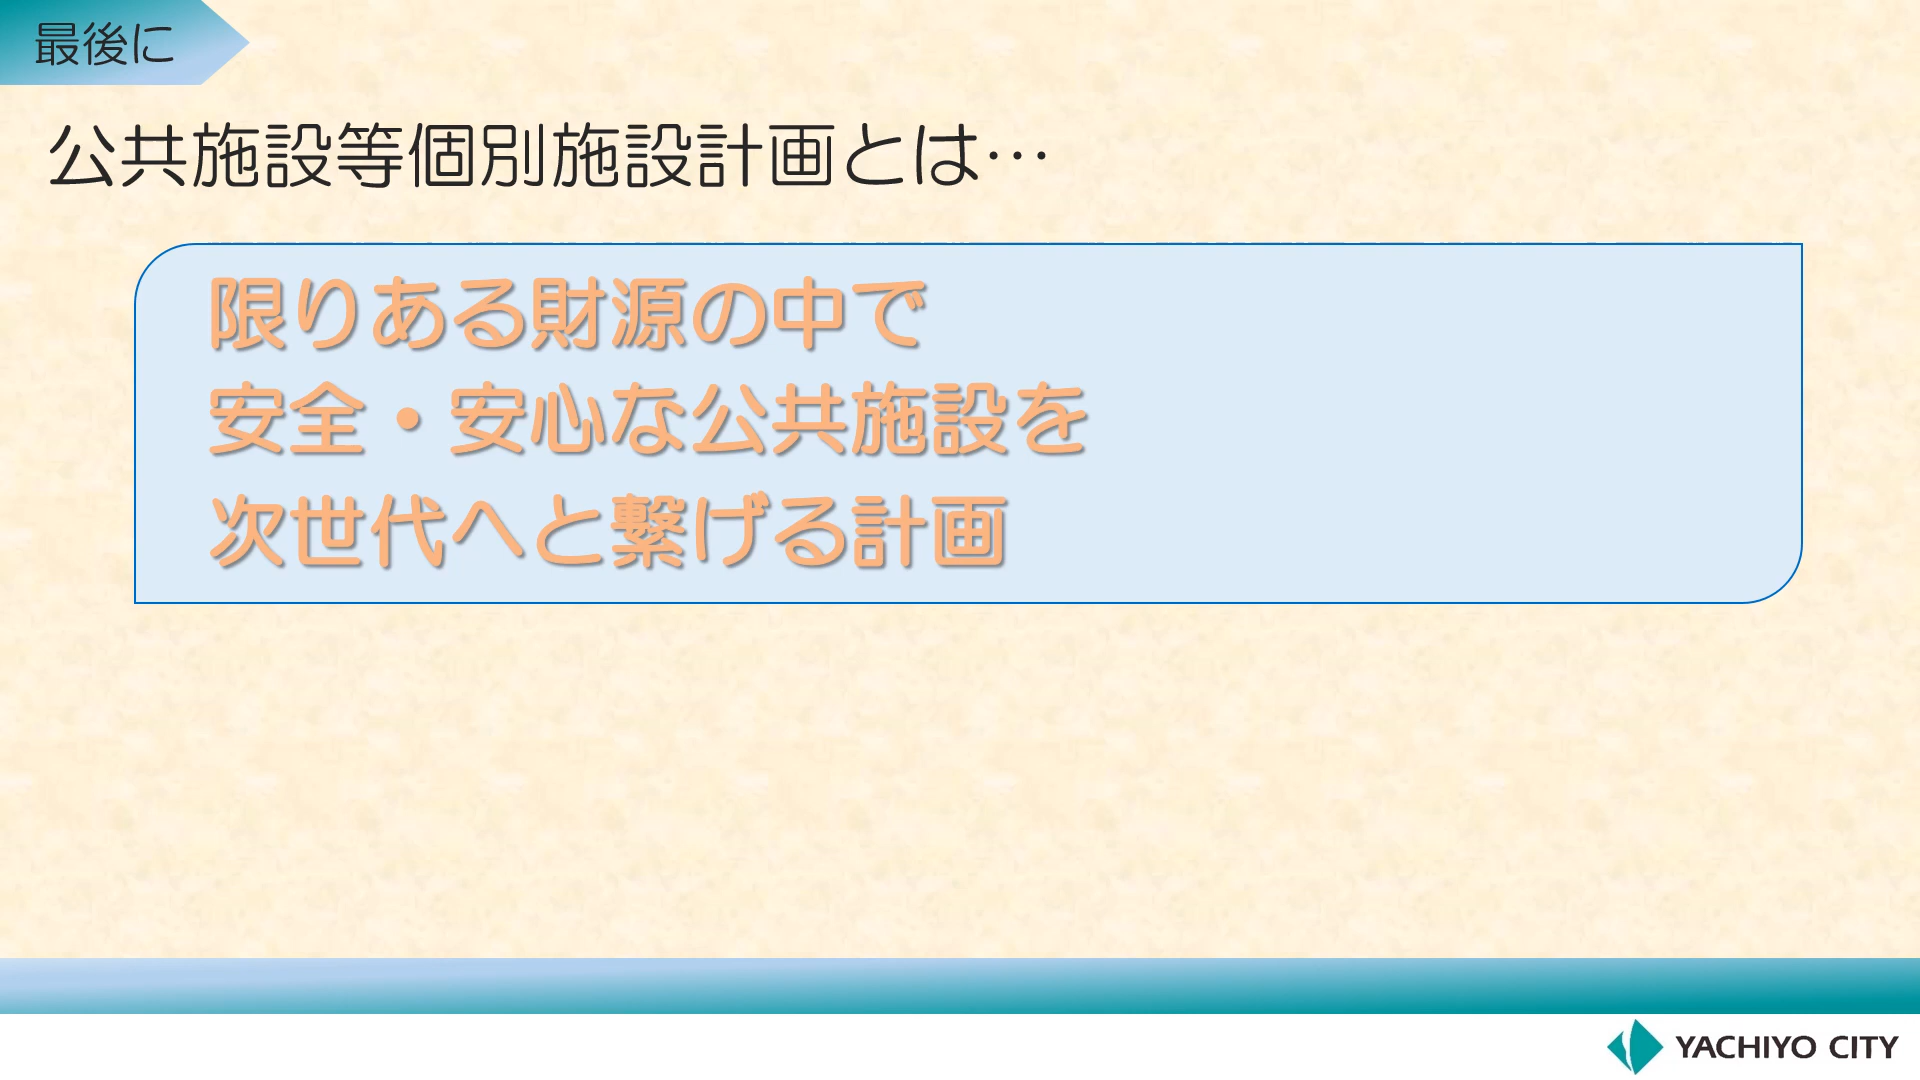 最後に
公共施設等個別施設計画とは…
限りある財源の中で
安全・安心な公共施設を
次世代へと繋げる計画
YACHIYO CITY